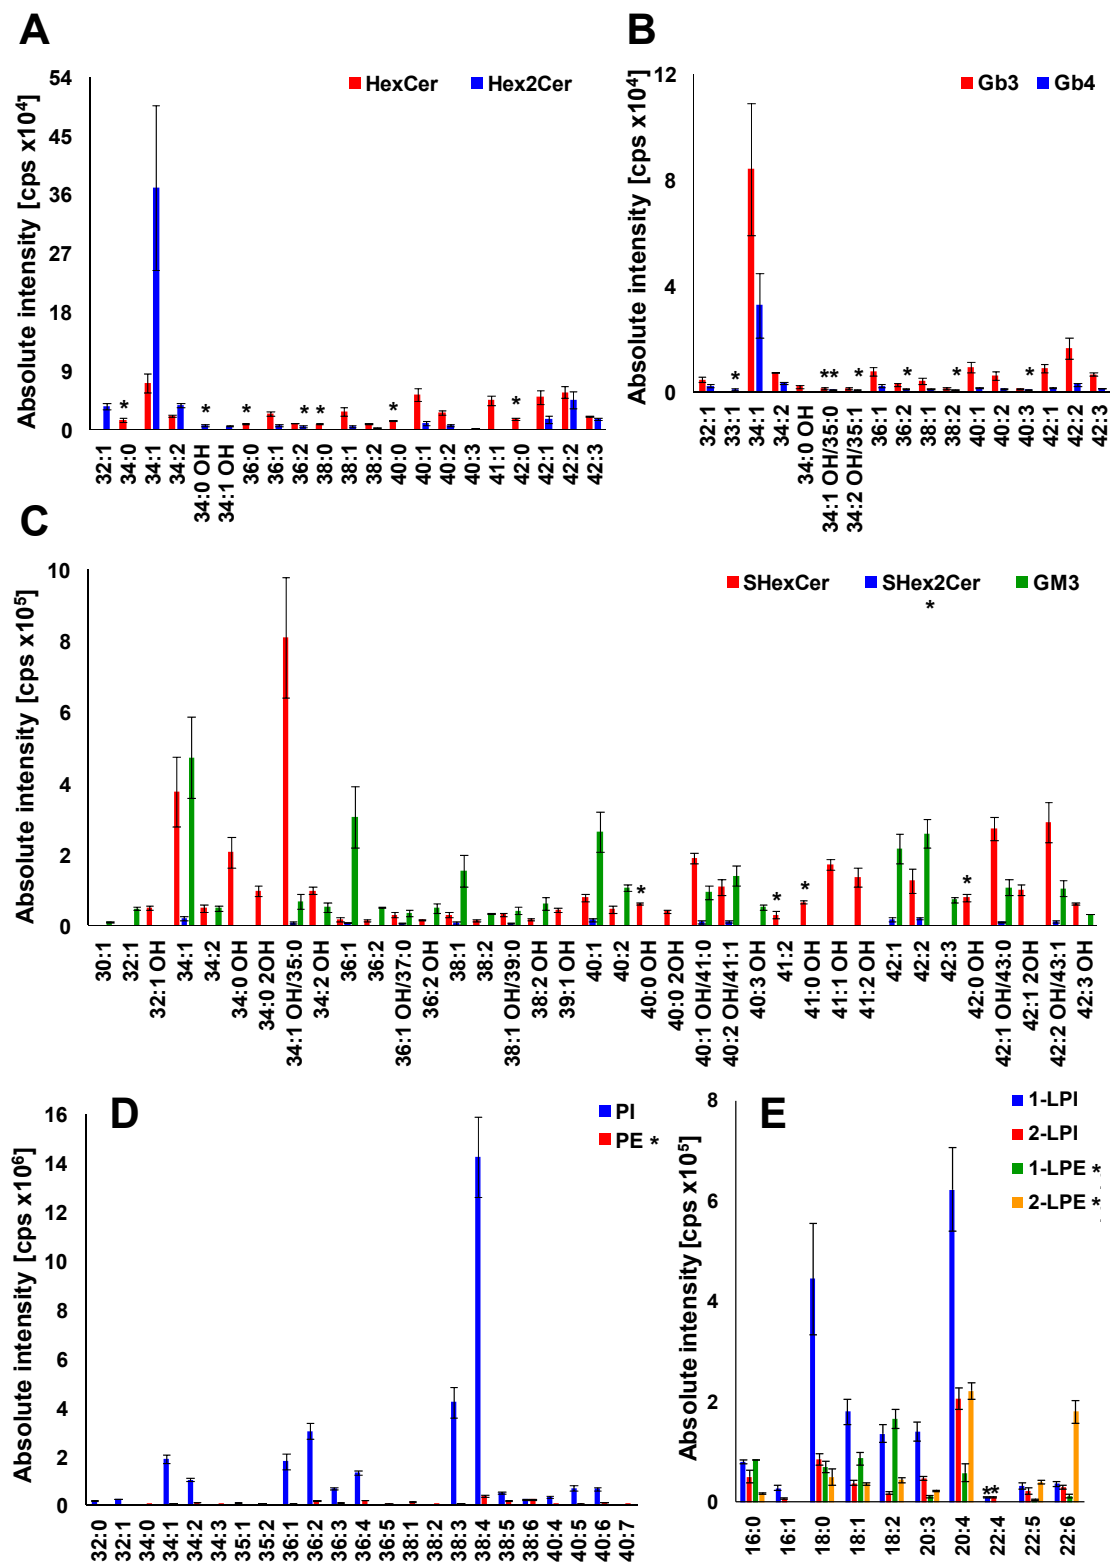 A
Absolute intensity [cps x10⁴]
54
45
36
27
18
9
0
HexCer Hex2Cer
* * * * * * *
32:1 34:0 34:1 34:2 34:0 OH 34:1 OH 36:0 36:1 36:2 38:0 38:1 38:2 40:0 40:1 40:2 40:3 41:1 42:0 42:1 42:2 42:3
B
Absolute intensity [cps x10⁴]
12
8
4
0
Gb3 Gb4
* ** * * * *
32:1 33:1 34:1 34:2 34:0 OH 34:1 OH/35:0 34:2 OH/35:1 36:1 36:2 38:1 38:2 40:1 40:2 40:3 42:1 42:2 42:3
C
Absolute intensity [cps x10⁵]
10
8
6
4
2
0
SHexCer SHex2Cer GM3
*
* * * *
30:1 32:1 32:1 OH 34:1 34:2 34:0 OH 34:0 2OH 34:1 OH/35:0 34:2 OH 36:1 36:2 36:1 OH/37:0 36:2 OH 38:1 38:2 38:1 OH/39:0 38:2 OH 39:1 OH 40:1 40:2 40:0 OH 40:0 2OH 40:1 OH/41:0 40:2 OH/41:1 40:3 OH 41:2 41:0 OH 41:1 OH 41:2 OH 42:1 42:2 42:3 42:0 OH 42:1 OH/43:0 42:1 2OH 42:2 OH/43:1 42:3 OH
D
Absolute intensity [cps x10⁶]
16
14
12
10
8
6
4
2
0
PI
PE *
32:0 32:1 34:0 34:1 34:2 34:3 35:1 35:2 36:1 36:2 36:3 36:4 36:5 38:1 38:2 38:3 38:4 38:5 38:6 40:4 40:5 40:6 40:7
E
Absolute intensity [cps x10⁵]
8
6
4
2
0
1-LPI
2-LPI
1-LPE *
2-LPE *
**
16:0 16:1 18:0 18:1 18:2 20:3 20:4 22:4 22:5 22:6